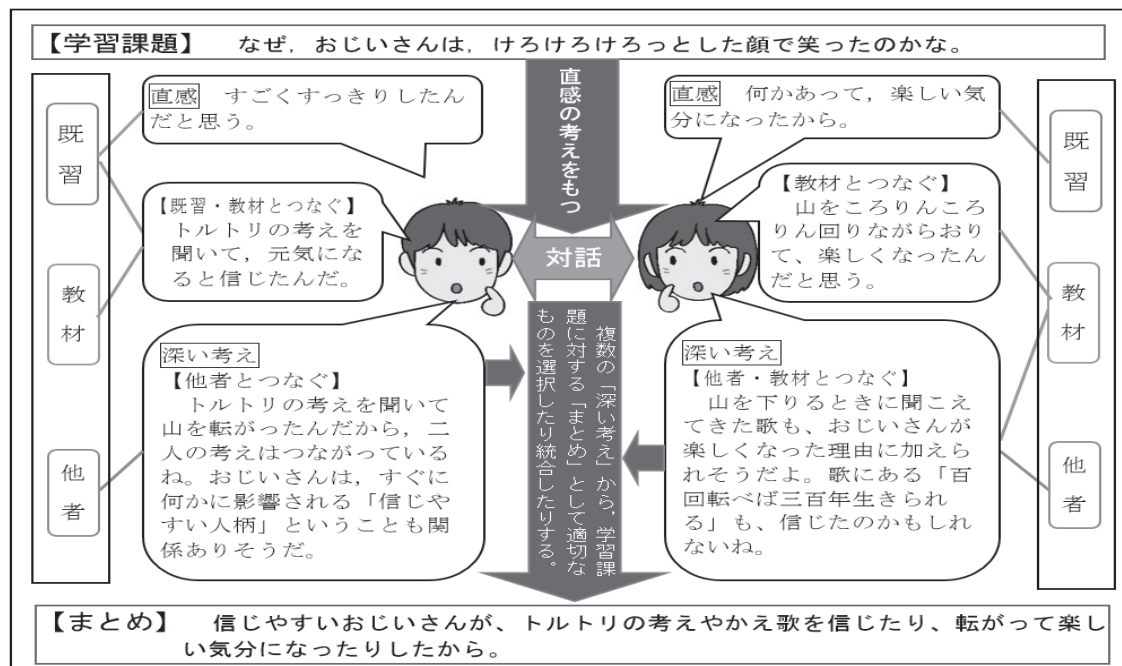 【学習課題】　なぜ，おじいさんは，けろけろけろっとした顔で笑ったのかな。
直感の考えをもつ
既習
教材
他者
直感　すごくすっきりしたん
だと思う。
【既習・教材とつなぐ】
トルトリの考えを
聞いて，元気にな
ると信じたんだ。
深い考え
【他者とつなぐ】
トルトリの考えを聞いて
山を転がったんだから，二
人の考えはつながっている
ね。おじいさんは，すぐに
何かに影響される「信じや
すい人柄」ということも関
係ありそうだ。
対話
複数の「深い考え」から，学習課
題に対する「まとめ」として適切な
ものを選択したり統合したりする。
直感　何かあって，楽しい気
分になったから。
【教材とつなぐ】
山をころりんころ
りん回りながらおり
て、楽しくなったん
だと思う。
深い考え
【他者・教材とつなぐ】
山を下りるときに聞こえ
てきた歌も、おじいさんが
楽しくなった理由に加えら
れそうだよ。歌にある「百
回転べば三百年生きられ
る」も、信じたのかもしれ
ないね。
既習
教材
他者
【まとめ】　信じやすいおじいさんが、トルトリの考えやかえ歌を信じたり、転がって楽し
い気分になったりしたから。